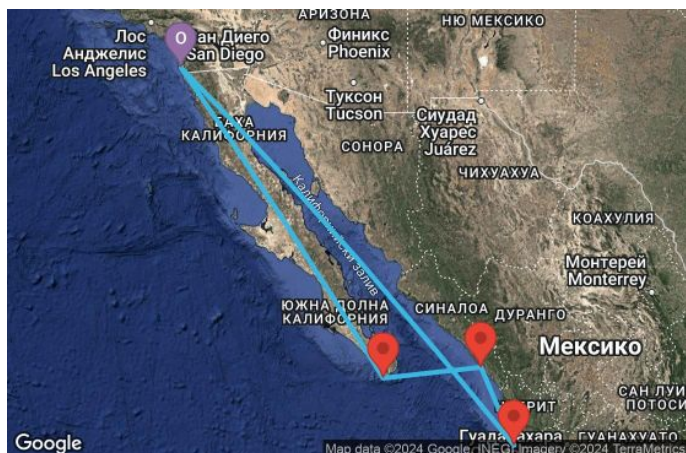 АРИЗОНА
НЮ МЕКСИКО
Лос
Анджелис
Los Angeles
О
Сан Диего
San Diego
Финикс
Phoenix
Туксон
Tucson
Сиудад
Хуарес
Juárez
БАХА
КАЛИФОРНИЯ
СОНОРА
ЧИХУАХУА
КОАХУИЛА
Калифорнийски залив
Монтерей
Monterrey
ЮЖНА ДОЛНА
КАЛИФОРНИЯ
СИНАЛОА
ДУРАНГО
Мексико
САН ЛУИ
ПОТОСИ
Гуадалахара
ГУАНАХУАТО
Google
Map data ©2024 Google, INEGI Imagery ©2024 TerraMetrics